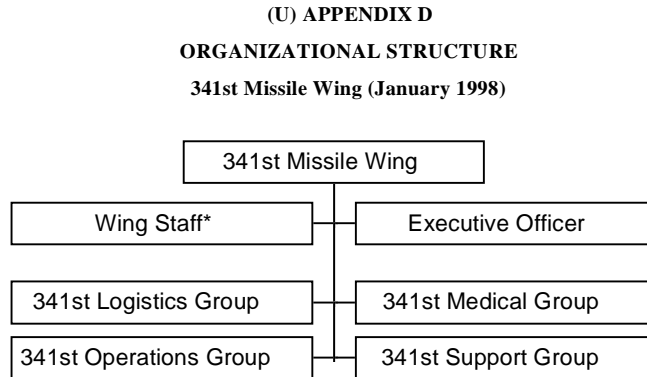 (U) APPENDIX D
ORGANIZATIONAL STRUCTURE
341st Missile Wing (January 1998)
341st Missile Wing
Wing Staff*
Executive Officer
341st Logistics Group
341st Medical Group
341st Operations Group
341st Support Group